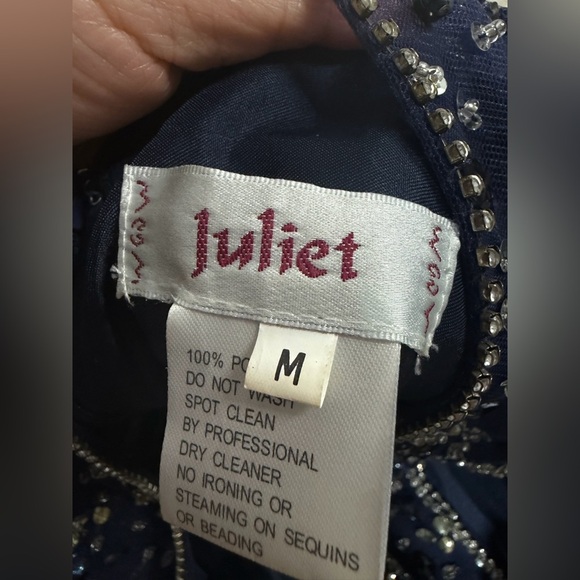 Juliet
M
100% PO
DO NOT WASH
SPOT CLEAN
BY PROFESSIONAL
DRY CLEANER
NO IRONING OR
STEAMING ON SEQUINS
OR BEADING